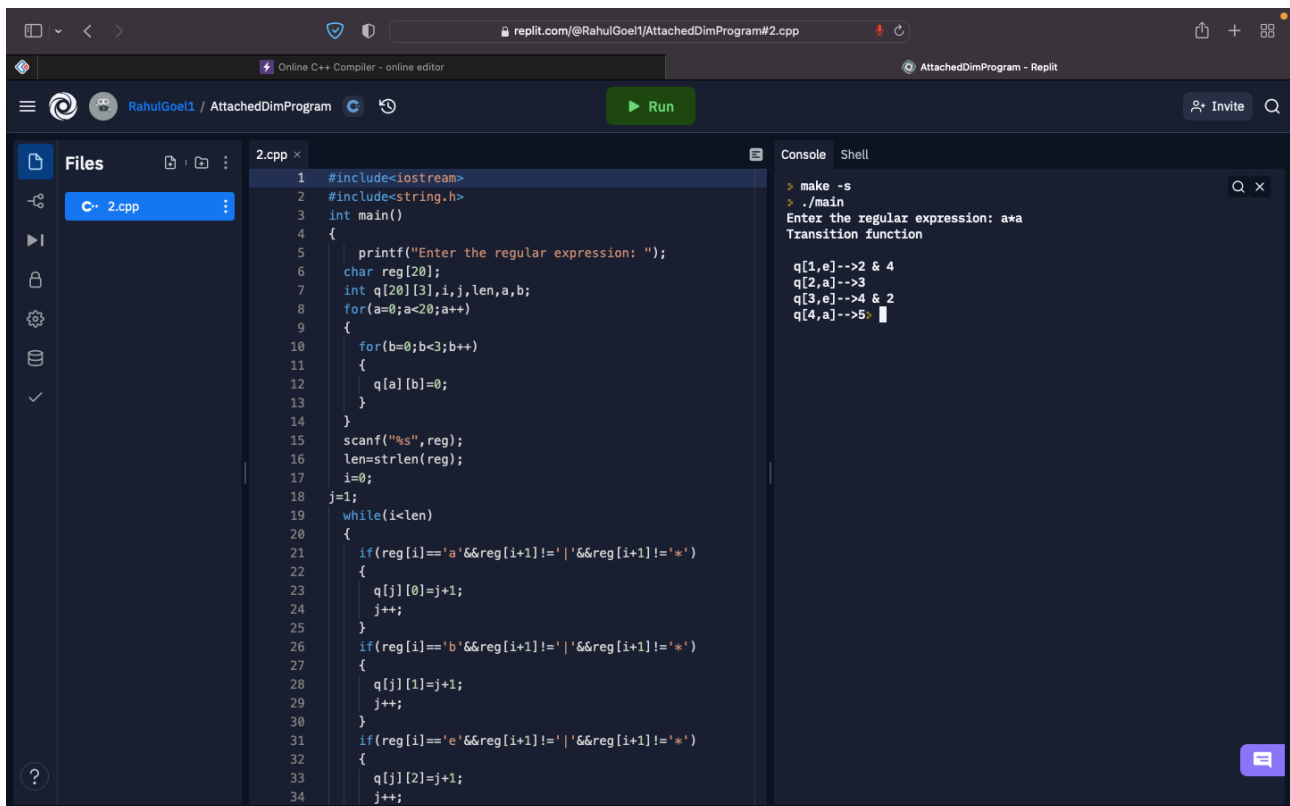 replit.com/@RahulGoel1/AttachedDimProgram#2.cpp
Online C++ Compiler - online editor
AttachedDimProgram - Replit
RahulGoel1 / AttachedDimProgram
Run
Invite
Files
2.cpp
2.cpp ×
1 #include<iostream>
2 #include<string.h>
3 int main()
4 {
5 printf("Enter the regular expression: ");
6 char reg[20];
7 int q[20][3],i,j,len,a,b;
8 for(a=0;a<20;a++)
9 {
10 for(b=0;b<3;b++)
11 {
12 q[a][b]=0;
13 }
14 }
15 scanf("%s",reg);
16 len=strlen(reg);
17 i=0;
18 j=1;
19 while(i<len)
20 {
21 if(reg[i]=='a'&&reg[i+1]!='|'&&reg[i+1]!='*')
22 {
23 q[j][0]=j+1;
24 j++;
25 }
26 if(reg[i]=='b'&&reg[i+1]!='|'&&reg[i+1]!='*')
27 {
28 q[j][1]=j+1;
29 j++;
30 }
31 if(reg[i]=='e'&&reg[i+1]!='|'&&reg[i+1]!='*')
32 {
33 q[j][2]=j+1;
34 j++;
Console Shell
> make -s
> ./main
Enter the regular expression: a*a
Transition function
q[1,e]-->2 & 4
q[2,a]-->3
q[3,e]-->4 & 2
q[4,a]-->5>
?